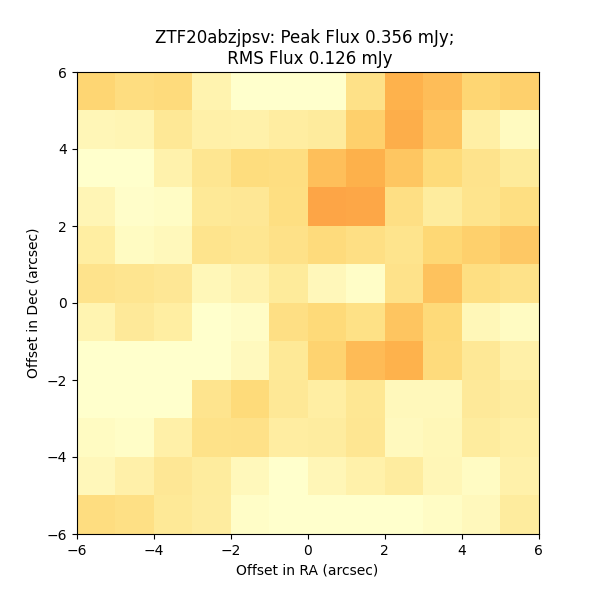 ZTF20abzjpsv: Peak Flux 0.356 mJy;
RMS Flux 0.126 mJy
6
4
2
0
−2
−4
−6
Offset in Dec (arcsec)
−6 −4 −2 0 2 4 6
Offset in RA (arcsec)